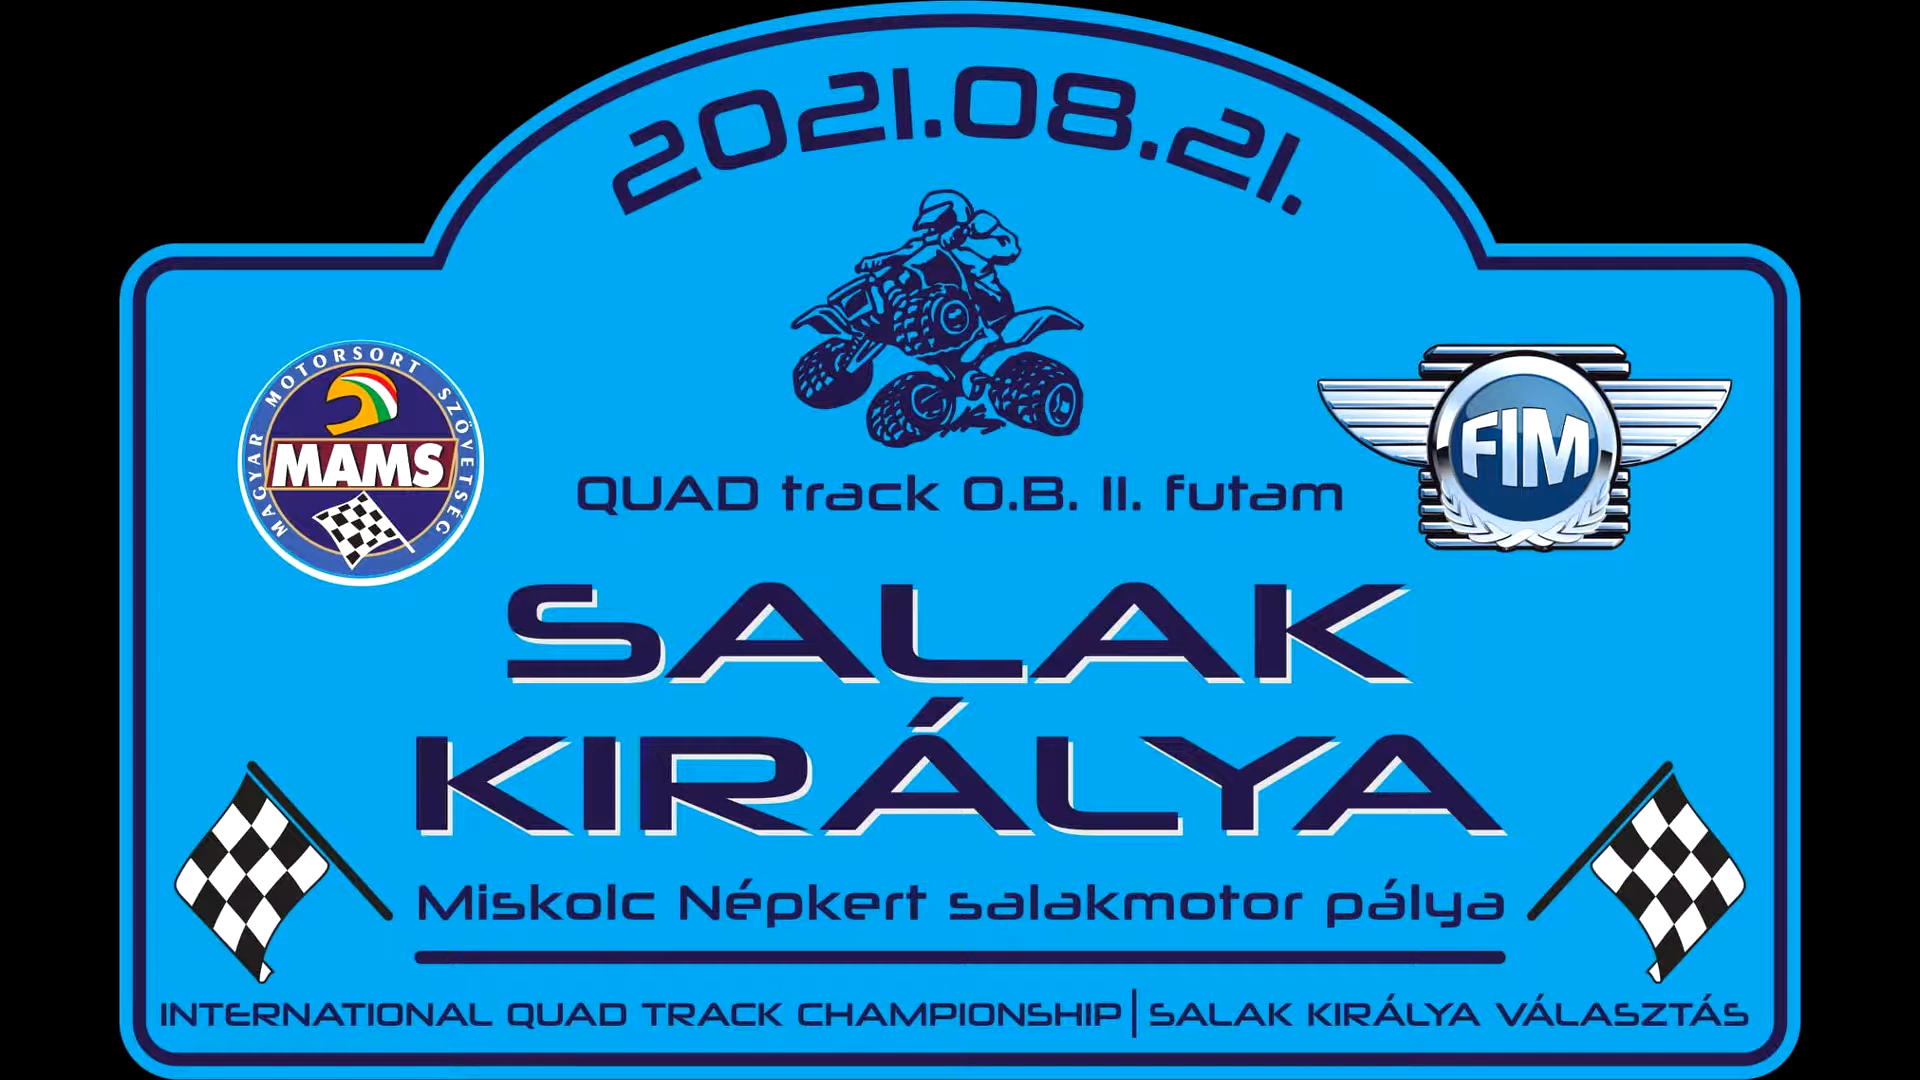 2021.08.21.
MAGYAR MOTORSORT SZÖVETSÉG
MAMS
FIM
QUAD track O.B. II. futam
SALAK
KIRÁLYA
Miskolc Népkert salakmotor pálya
INTERNATIONAL QUAD TRACK CHAMPIONSHIP|SALAK KIRÁLYA VÁLASZTÁS